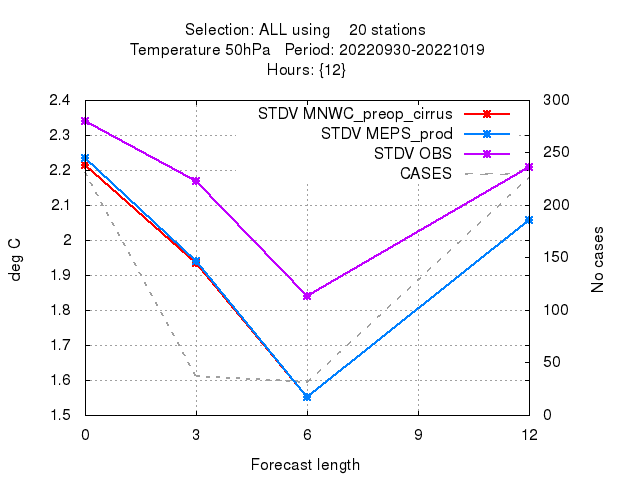 Selection: ALL using    20 stations
Temperature 50hPa   Period: 20220930-20221019
Hours: {12}
STDV MNWC_preop_cirrus
STDV MEPS_prod
STDV OBS
CASES
2.4
2.3
2.2
2.1
2
1.9
1.8
1.7
1.6
1.5
deg C
300
250
200
150
100
50
0
No cases
0 3 6 9 12
Forecast length